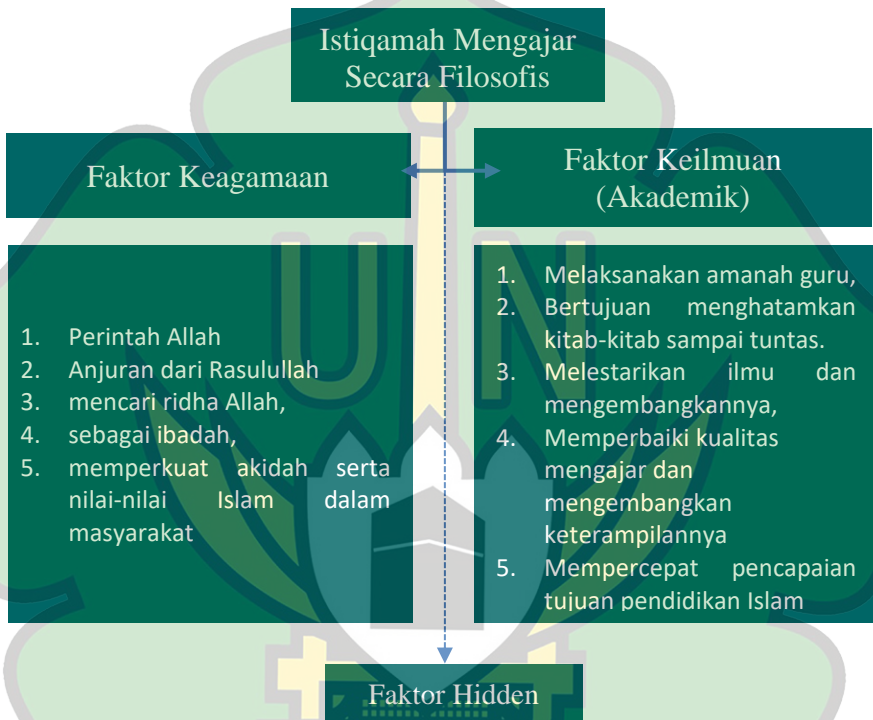 Istiqamah Mengajar
Secara Filosofis
Faktor Keagamaan
Faktor Keilmuan
(Akademik)
1. Perintah Allah
2. Anjuran dari Rasulullah
3. mencari ridha Allah,
4. sebagai ibadah,
5. memperkuat akidah serta
nilai-nilai Islam dalam
masyarakat
1. Melaksanakan amanah guru,
2. Bertujuan menghatamkan
kitab-kitab sampai tuntas.
3. Melestarikan ilmu dan
mengembangkannya,
4. Memperbaiki kualitas
mengajar dan
mengembangkan
keterampilannya
5. Mempercepat pencapaian
tujuan pendidikan Islam
Faktor Hidden
UIN